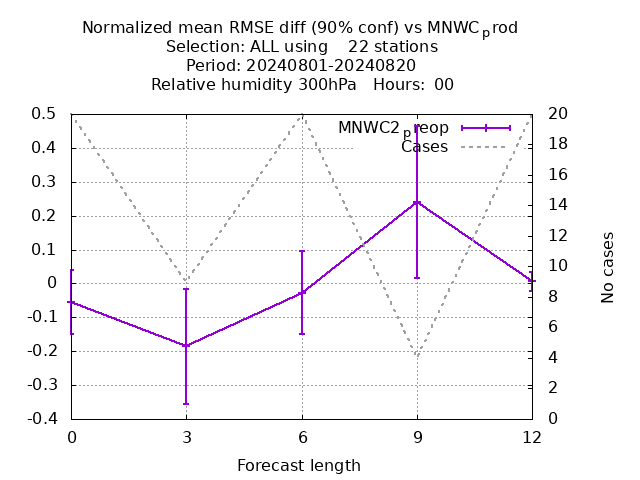 Normalized mean RMSE diff (90% conf) vs MNWCprod
Selection: ALL using 22 stations
Period: 20240801-20240820
Relative humidity 300hPa Hours: 00
MNWC2preop
Cases
0.5
0.4
0.3
0.2
0.1
0
-0.1
-0.2
-0.3
-0.4
20
18
16
14
12
10
8
6
4
2
0
No cases
0 3 6 9 12
Forecast length